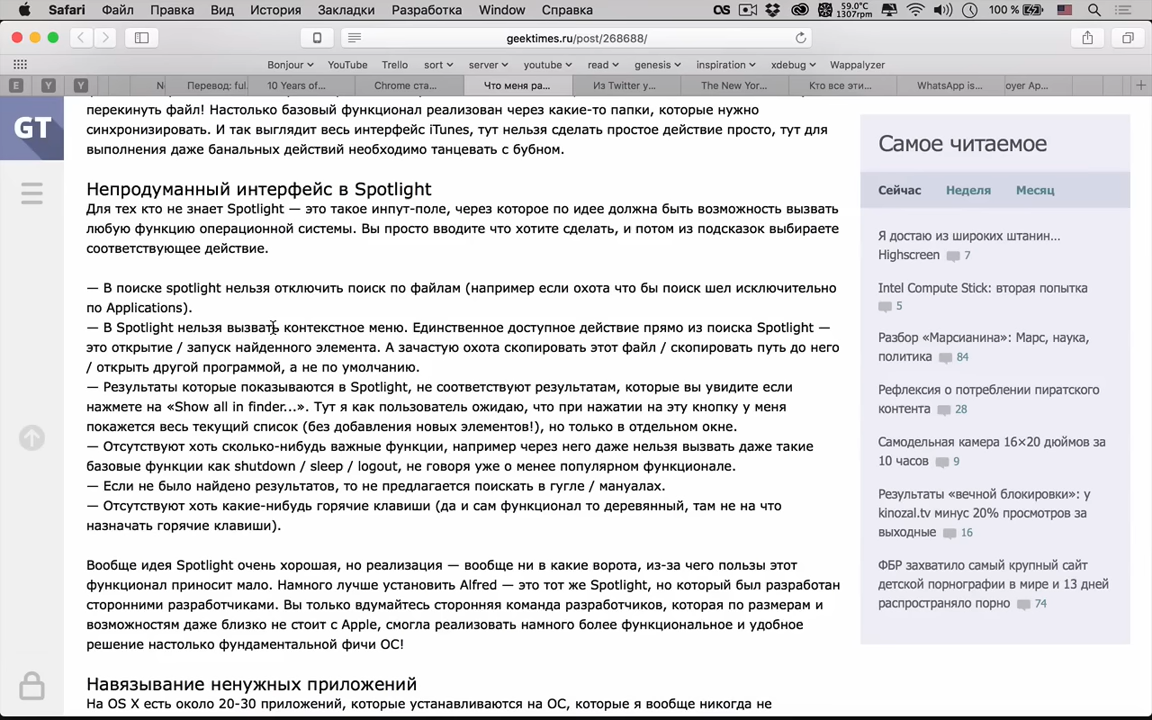 Safari Файл Правка Вид История Закладки Разработка Window Справка 59.0°C 1307rpm 100 %
geektimes.ru/post/268688/
Bonjour YouTube Trello sort server youtube read genesis inspiration xdebug Wappalyzer
E Y Y Перевод: ful. 10 Years of... Chrome ста... Что меня ра... Из Twitter у... The New Yor... Кто все эти... WhatsApp is... oyer Ap...
GT
перекинуть файл! Настолько базовый функционал реализован через какие-то папки, которые нужно
синхронизировать. И так выглядит весь интерфейс iTunes, тут нельзя сделать простое действие просто, тут для
выполнения даже банальных действий необходимо танцевать с бубном.
Непродуманный интерфейс в Spotlight
Для тех кто не знает Spotlight — это такое инпут-поле, через которое по идее должна быть возможность вызвать
любую функцию операционной системы. Вы просто вводите что хотите сделать, и потом из подсказок выбираете
соответствующее действие.
— В поиске spotlight нельзя отключить поиск по файлам (например если охота что бы поиск шел исключительно
по Applications).
— В Spotlight нельзя вызвать контекстное меню. Единственное доступное действие прямо из поиска Spotlight —
это открытие / запуск найденного элемента. А зачастую охота скопировать этот файл / скопировать путь до него
/ открыть другой программой, а не по умолчанию.
— Результаты которые показываются в Spotlight, не соответствуют результатам, которые вы увидите если
нажмете на «Show all in finder...». Тут я как пользователь ожидаю, что при нажатии на эту кнопку у меня
покажется весь текущий список (без добавления новых элементов!), но только в отдельном окне.
— Отсутствуют хоть сколько-нибудь важные функции, например через него даже нельзя вызвать даже такие
базовые функции как shutdown / sleep / logout, не говоря уже о менее популярном функционале.
— Если не было найдено результатов, то не предлагается поискать в гугле / мануалах.
— Отсутствуют хоть какие-нибудь горячие клавиши (да и сам функционал то деревянный, там не на что
назначать горячие клавиши).
Вообще идея Spotlight очень хорошая, но реализация — вообще ни в какие ворота, из-за чего пользы этот
функционал приносит мало. Намного лучше установить Alfred — это тот же Spotlight, но который был разработан
сторонними разработчиками. Вы только вдумайтесь сторонняя команда разработчиков, которая по размерам и
возможностям даже близко не стоит с Apple, смогла реализовать намного более функциональное и удобное
решение настолько фундаментальной фичи ОС!
Навязывание ненужных приложений
На OS X есть около 20-30 приложений, которые устанавливаются на ОС, которые я вообще никогда не
Самое читаемое
Сейчас Неделя Месяц
Я достаю из широких штанин...
Highscreen 7
Intel Compute Stick: вторая попытка
5
Разбор «Марсианина»: Марс, наука,
политика 84
Рефлексия о потреблении пиратского
контента 28
Самодельная камера 16×20 дюймов за
10 часов 9
Результаты «вечной блокировки»: у
kinozal.tv минус 20% просмотров за
выходные 16
ФБР захватило самый крупный сайт
детской порнографии в мире и 13 дней
распространяло порно 74